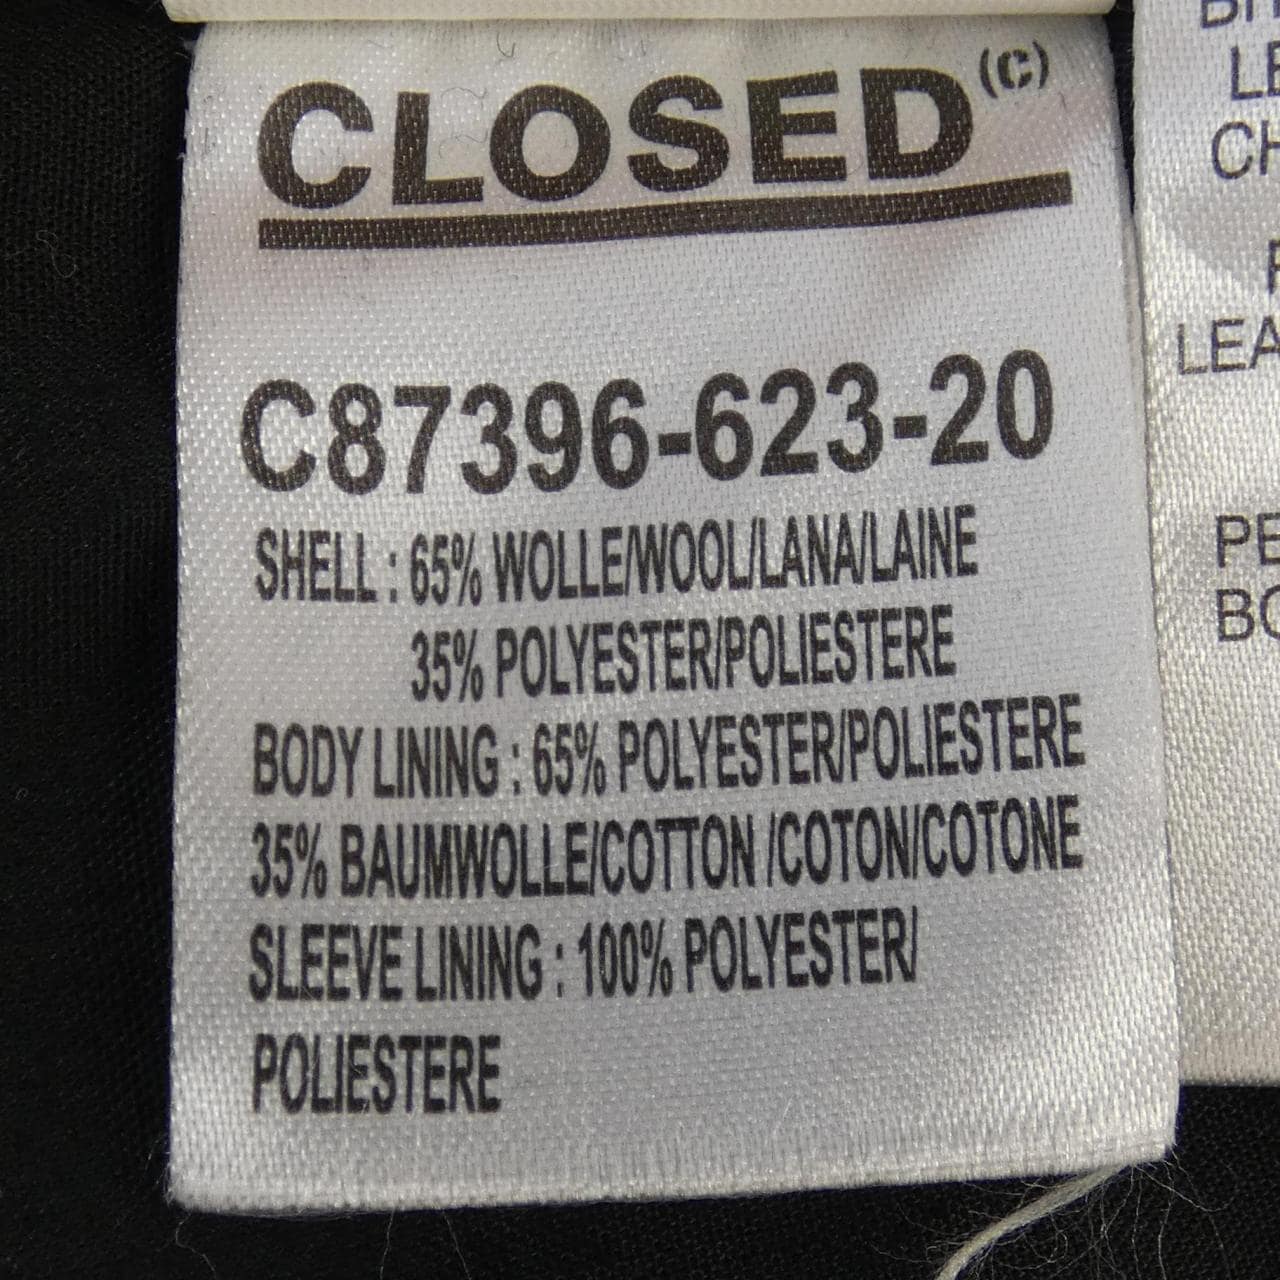 CLOSED (C)
C87396-623-20
SHELL : 65% WOLLE/WOOL/LANA/LAINE
35% POLYESTER/POLIESTERE
BODY LINING : 65% POLYESTER/POLIESTERE
35% BAUMWOLLE/COTTON /COTON/COTONE
SLEEVE LINING : 100% POLYESTER/
POLIESTERE